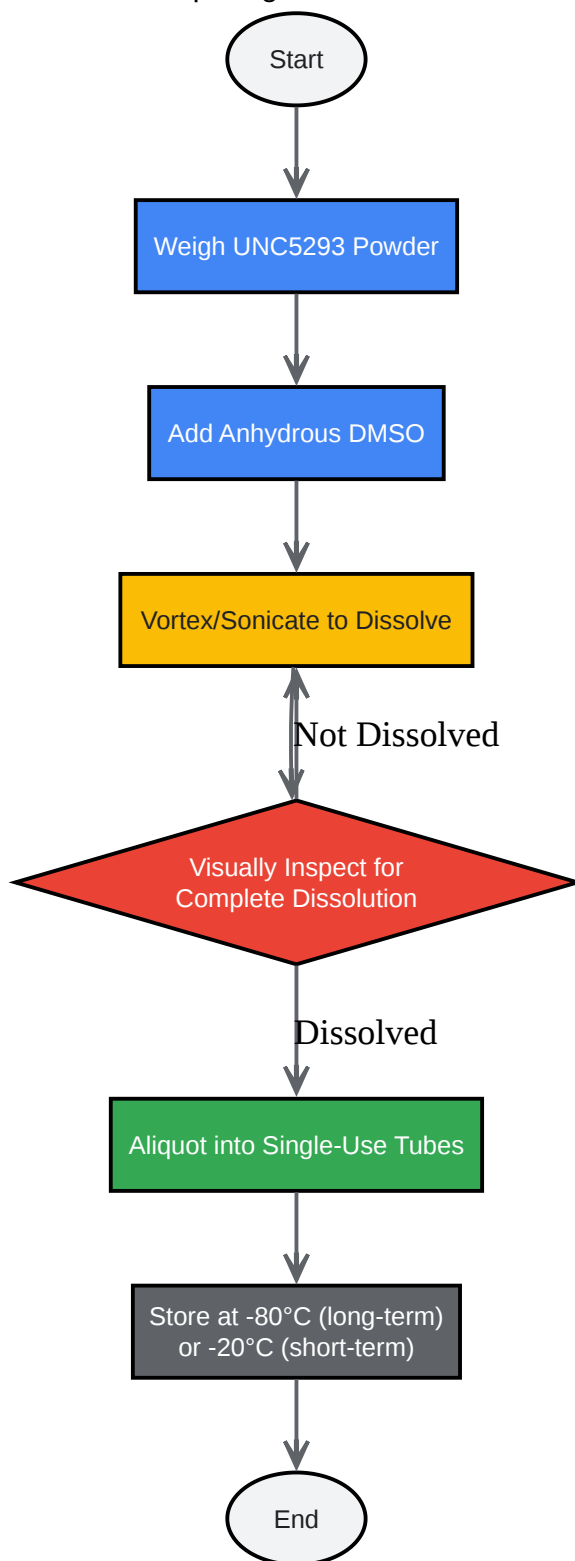 Start
Weigh UNC5293 Powder
Add Anhydrous DMSO
Vortex/Sonicate to Dissolve
Not Dissolved
Visually Inspect for
Complete Dissolution
Dissolved
Aliquot into Single-Use Tubes
Store at -80°C (long-term)
or -20°C (short-term)
End